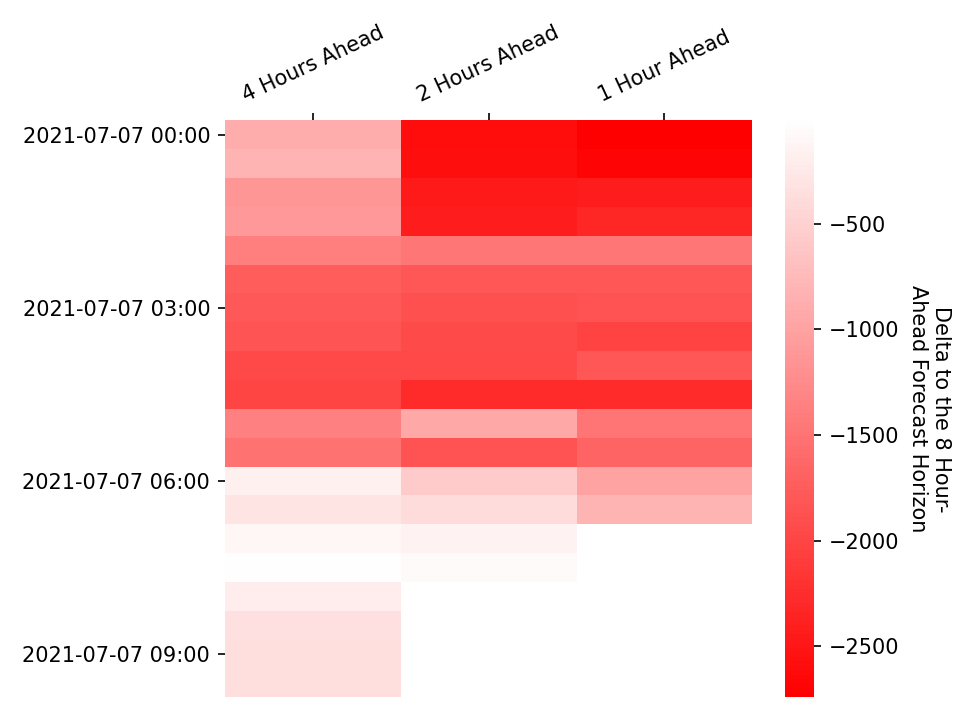 4 Hours Ahead
2 Hours Ahead
1 Hour Ahead
2021-07-07 00:00
2021-07-07 03:00
2021-07-07 06:00
2021-07-07 09:00
−500
−1000
−1500
−2000
−2500
Delta to the 8 Hour-
Ahead Forecast Horizon